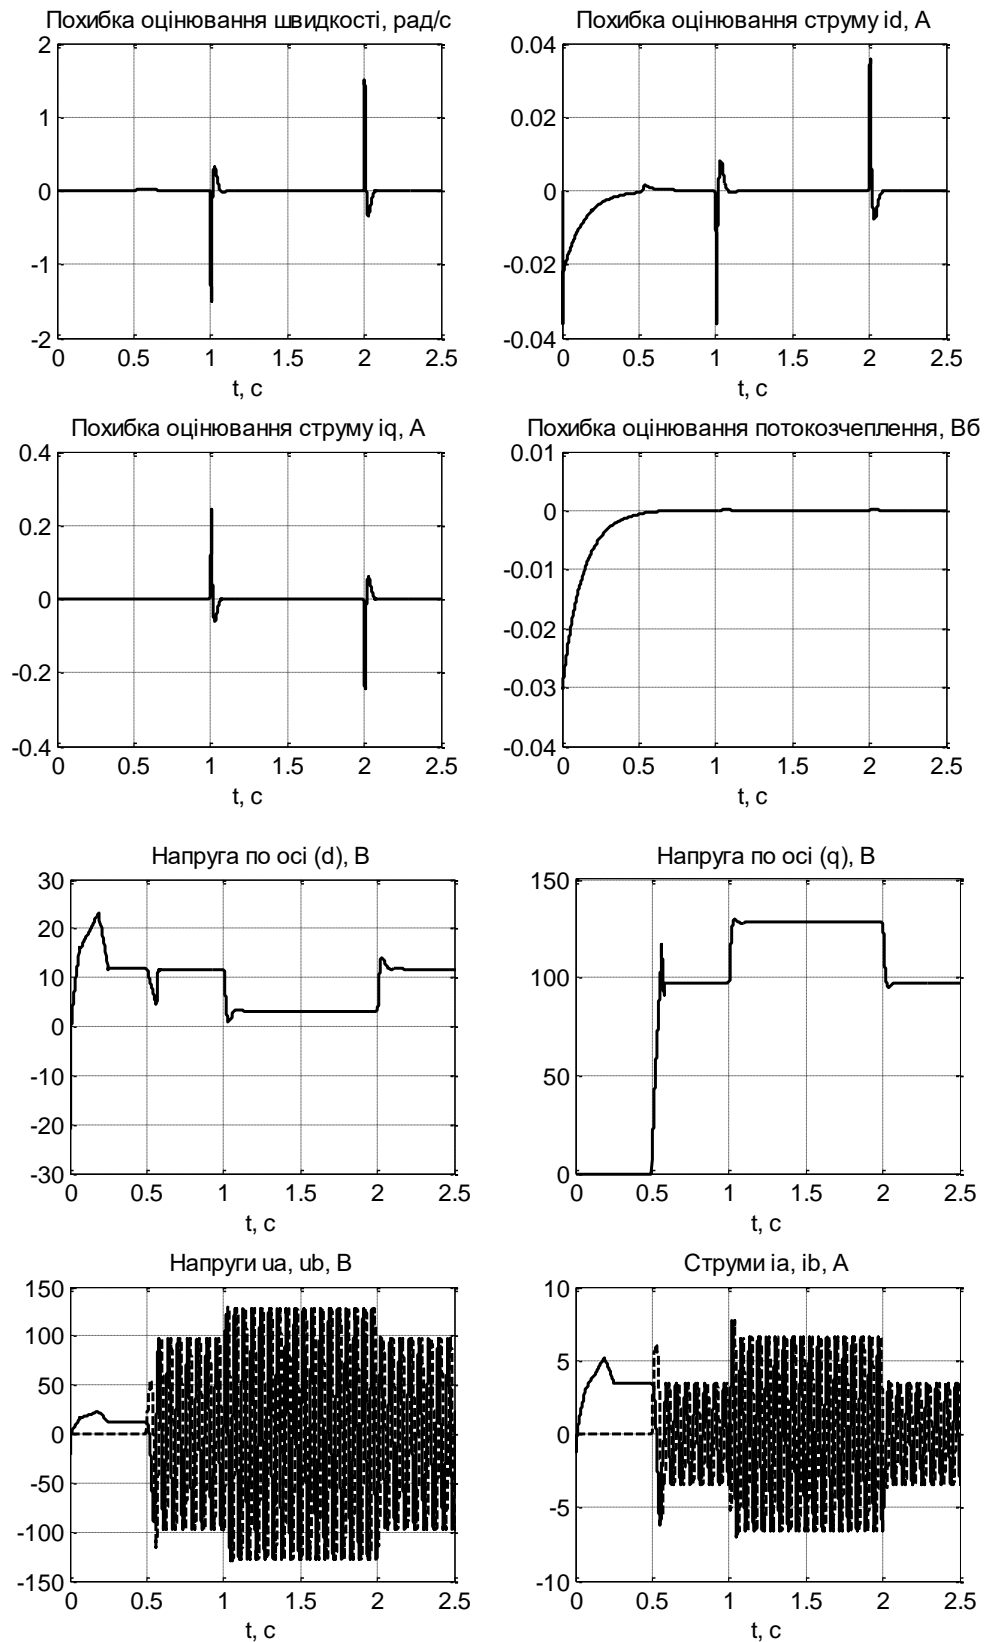 Похибка оцінювання швидкості, рад/с
2
1
0
-1
-2
0 0.5 1 1.5 2 2.5
t, с
Похибка оцінювання струму id, А
0.04
0.02
0
-0.02
-0.04
0 0.5 1 1.5 2 2.5
t, с
Похибка оцінювання струму iq, А
0.4
0.2
0
-0.2
-0.4
0 0.5 1 1.5 2 2.5
t, с
Похибка оцінювання потокозчеплення, Вб
0.01
0
-0.01
-0.02
-0.03
-0.04
0 0.5 1 1.5 2 2.5
t, с
Напруга по осі (d), В
30
20
10
0
-10
-20
-30
0 0.5 1 1.5 2 2.5
t, с
Напруга по осі (q), В
150
100
50
0
0 0.5 1 1.5 2 2.5
t, с
Напруги ua, ub, В
150
100
50
0
-50
-100
-150
0 0.5 1 1.5 2 2.5
t, с
Струми ia, ib, А
10
5
0
-5
-10
0 0.5 1 1.5 2 2.5
t, с